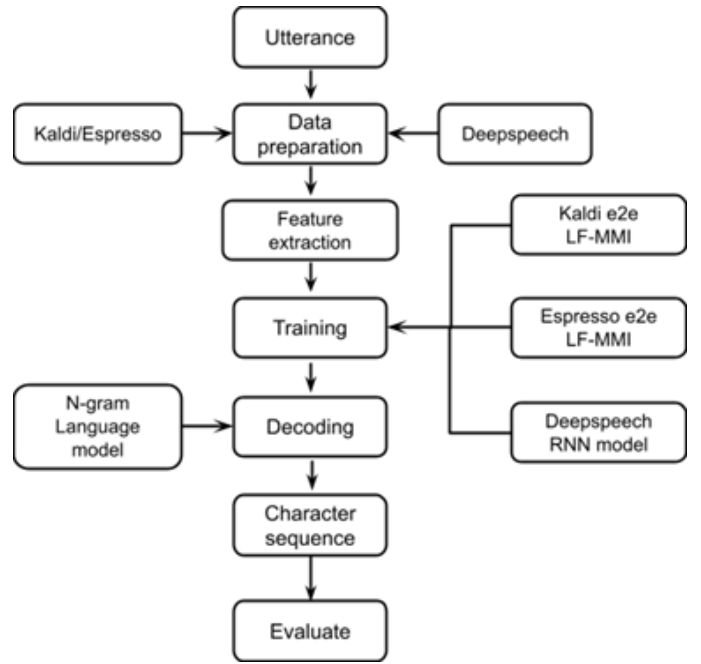 Utterance
Kaldi/Espresso
Data
preparation
Deepspeech
Feature
extraction
Kaldi e2e
LF-MMI
Training
Espresso e2e
LF-MMI
N-gram
Language
model
Decoding
Deepspeech
RNN model
Character
sequence
Evaluate